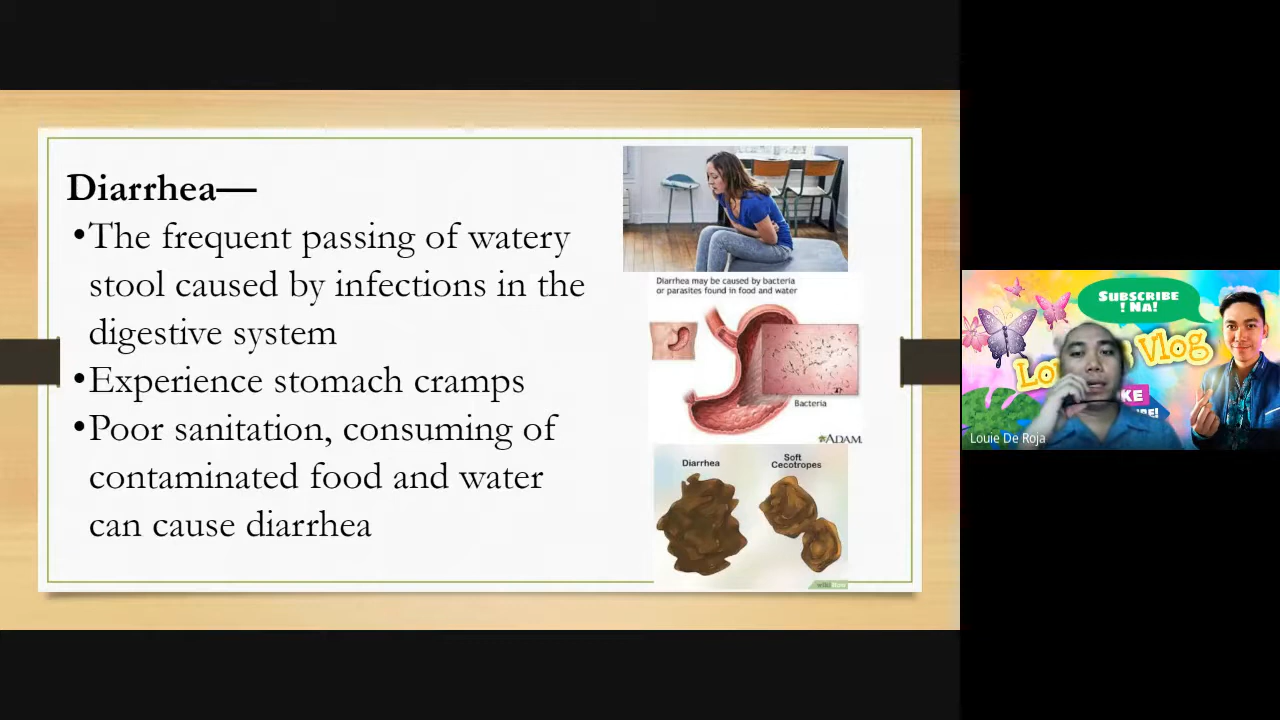 Diarrhea—
•The frequent passing of watery
stool caused by infections in the
digestive system
•Experience stomach cramps
•Poor sanitation, consuming of
contaminated food and water
can cause diarrhea
Diarrhea may be caused by bacteria
or parasites found in food and water
Bacteria
ADAM.
Diarrhea
Soft
Cecotropes
wikiHow
SUBSCRIBE
! NA!
Vlog
Louie De Roja